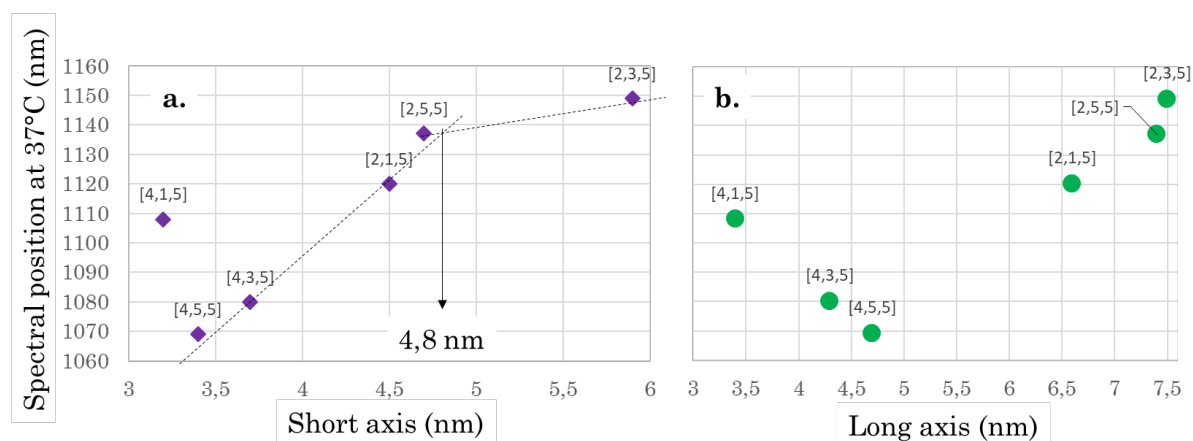 Spectral position at 37°C (nm)
1160
1150
1140
1130
1120
1110
1100
1090
1080
1070
1060
a.
[2,3,5]
[2,5,5]
[2,1,5]
[4,1,5]
[4,3,5]
[4,5,5]
4,8 nm
3 3,5 4 4,5 5 5,5 6
Short axis (nm)
b.
[2,3,5]
[2,5,5]
[2,1,5]
[4,1,5]
[4,3,5]
[4,5,5]
3 3,5 4 4,5 5 5,5 6 6,5 7 7,5
Long axis (nm)